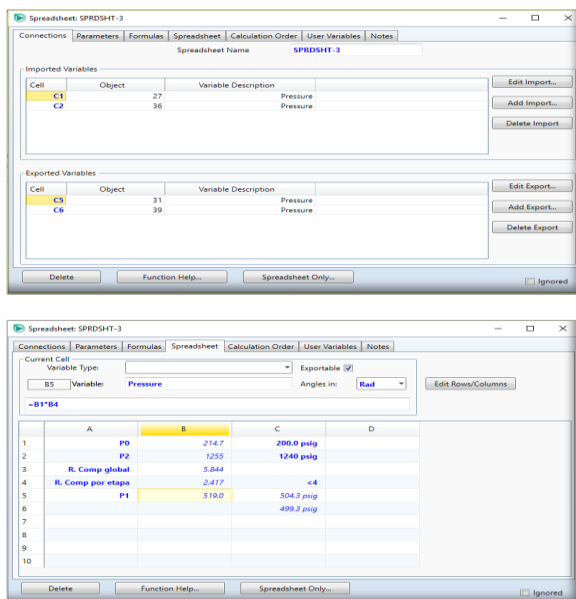 Spreadsheet: SPRDSHT-3
Connections Parameters Formulas Spreadsheet Calculation Order User Variables Notes
Spreadsheet Name SPRDSHT-3
Imported Variables
Cell Object Variable Description
C1 27 Pressure
C2 36 Pressure
Edit Import...
Add Import...
Delete Import
Exported Variables
Cell Object Variable Description
C5 31 Pressure
C6 39 Pressure
Edit Export...
Add Export...
Delete Export
Delete Function Help... Spreadsheet Only... Ignored
Spreadsheet: SPRDSHT-3
Connections Parameters Formulas Spreadsheet Calculation Order User Variables Notes
Current Cell
Variable Type: Exportable
B5 Variable: Pressure Angles in: Rad Edit Rows/Columns
=B1*B4
A B C D
1 P0 214.7 200.0 psig
2 P2 1255 1240 psig
3 R. Comp global 5.844
4 R. Comp por etapa 2.417 <4
5 P1 519.0 504.3 psig
6 499.3 psig
7
8
9
10
Delete Function Help... Spreadsheet Only... Ignored